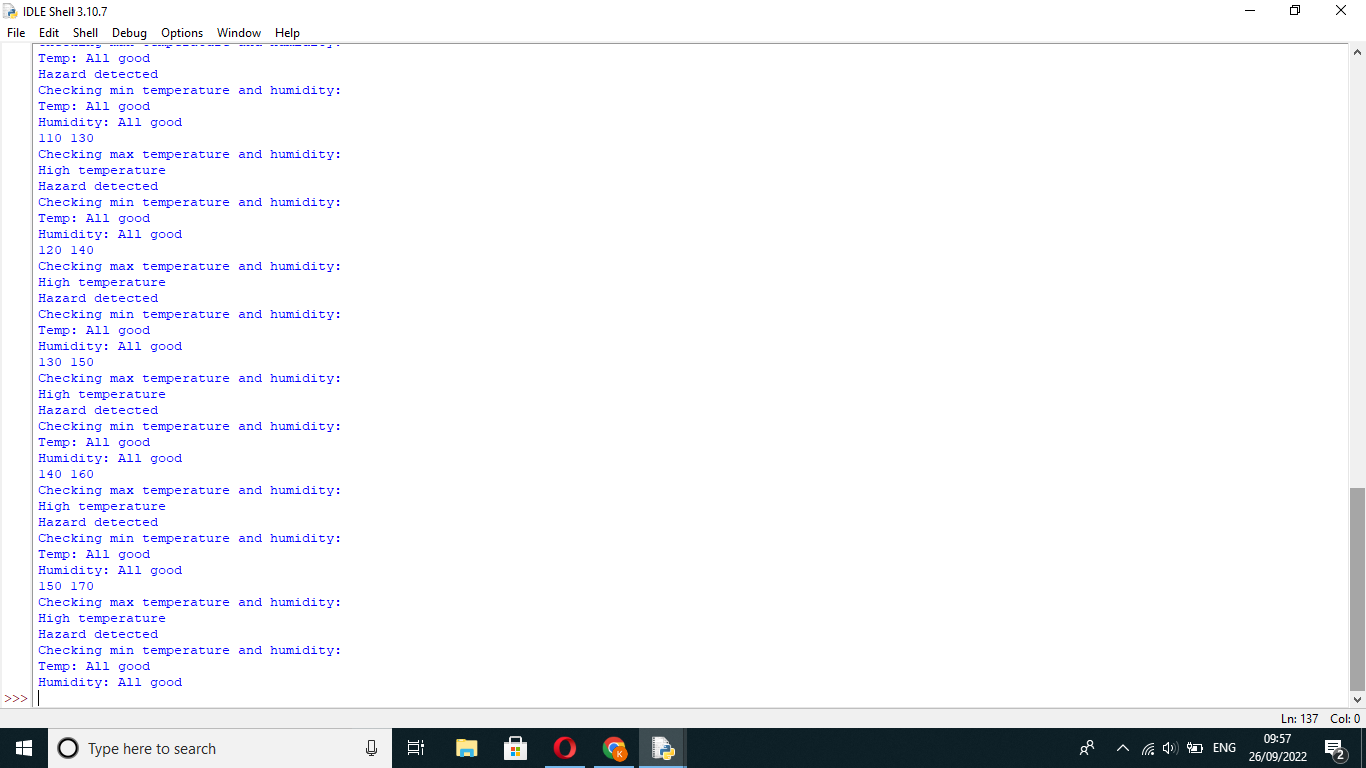 IDLE Shell 3.10.7
File Edit Shell Debug Options Window Help
Checking max temperature and humidity:
Temp: All good
Hazard detected
Checking min temperature and humidity:
Temp: All good
Humidity: All good
110 130
Checking max temperature and humidity:
High temperature
Hazard detected
Checking min temperature and humidity:
Temp: All good
Humidity: All good
120 140
Checking max temperature and humidity:
High temperature
Hazard detected
Checking min temperature and humidity:
Temp: All good
Humidity: All good
130 150
Checking max temperature and humidity:
High temperature
Hazard detected
Checking min temperature and humidity:
Temp: All good
Humidity: All good
140 160
Checking max temperature and humidity:
High temperature
Hazard detected
Checking min temperature and humidity:
Temp: All good
Humidity: All good
150 170
Checking max temperature and humidity:
High temperature
Hazard detected
Checking min temperature and humidity:
Temp: All good
Humidity: All good
>>>
Ln: 137 Col: 0
Type here to search
K
ENG
09:57
26/09/2022
2